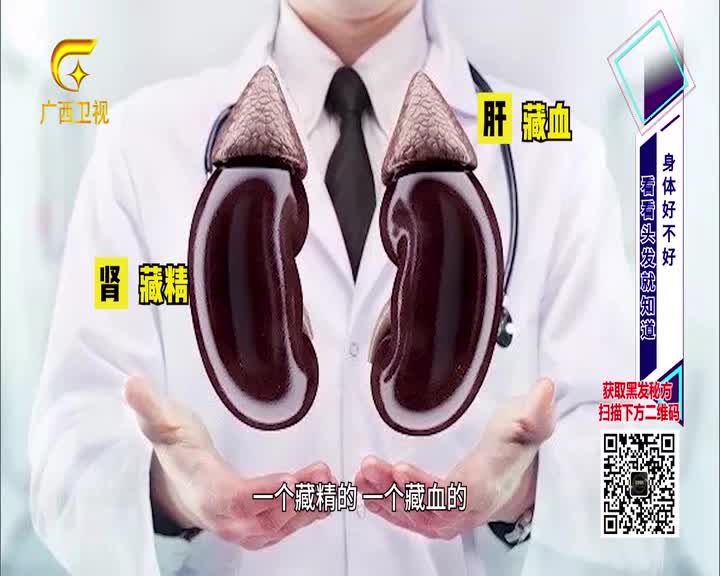 广西卫视
肝 藏血
肾 藏精
身体好不好
看看头发就知道
获取黑发秘方
扫描下方二维码
一个藏精的 一个藏血的